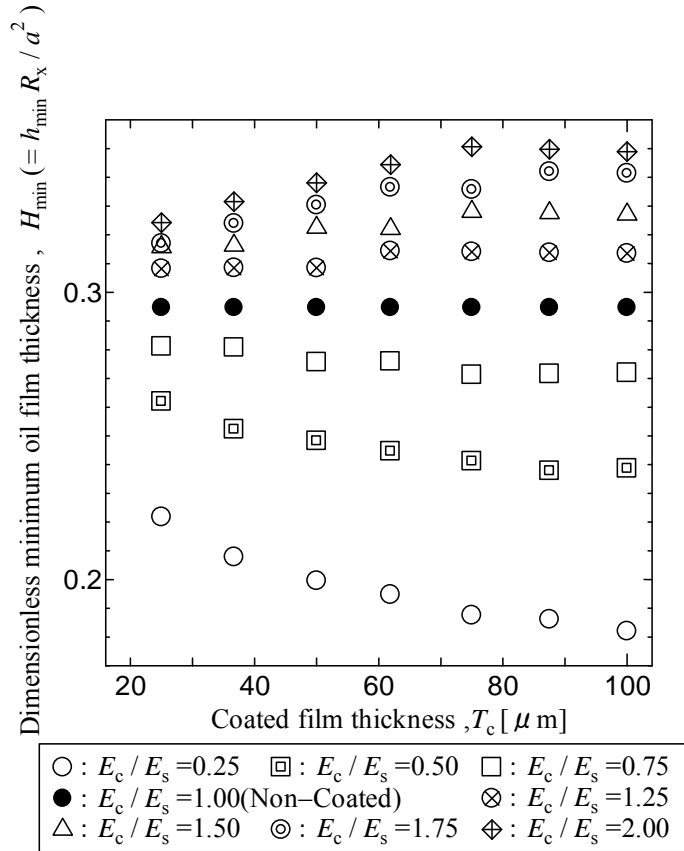 Dimensionless minimum oil film thickness , H_min (= h_min R_x / a^2)
0.3
0.2
20 40 60 80 100
Coated film thickness ,T_c [ μ m]
○ : E_c / E_s =0.25 : E_c / E_s =0.50 □ : E_c / E_s =0.75
● : E_c / E_s =1.00(Non−Coated) ⊗ : E_c / E_s =1.25
△ : E_c / E_s =1.50 ◎ : E_c / E_s =1.75 : E_c / E_s =2.00